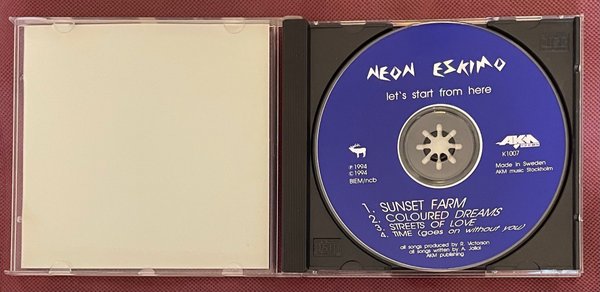 NEON ESKIMO
let's start from here
AKM
K1007
℗ 1994
© 1994
BIEM/ncb
Made in Sweden
AKM music Stockholm
1. SUNSET FARM
2. COLOURED DREAMS
3. STREETS OF LOVE
4. TIME (goes on without you)
all songs produced by R. Victorson
all songs written by A. Jallai
AKM publishing